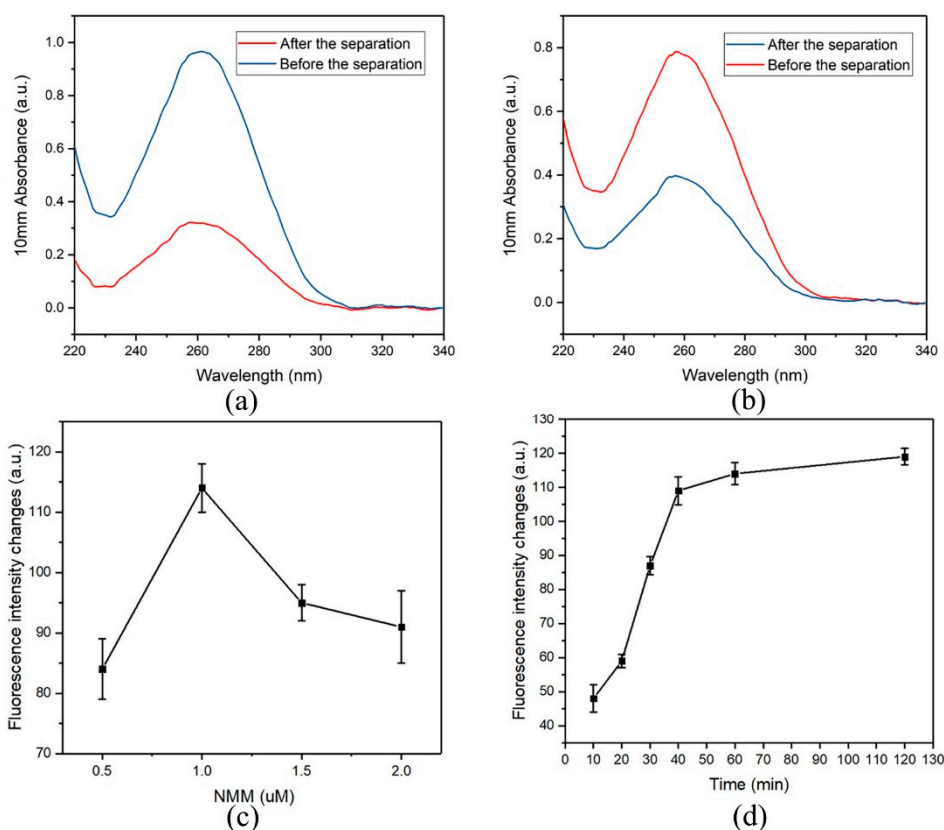 After the separation
Before the separation
10mm Absorbance (a.u.)
1.0
0.8
0.6
0.4
0.2
0.0
220 240 260 280 300 320 340
Wavelength (nm)
(a)
After the separation
Before the separation
10mm Absorbance (a.u.)
0.8
0.6
0.4
0.2
0.0
220 240 260 280 300 320 340
Wavelength (nm)
(b)
Fluorescence intensity changes (a.u.)
120
110
100
90
80
70
0.5 1.0 1.5 2.0
NMM (uM)
(c)
Fluorescence intensity changes (a.u.)
130
120
110
100
90
80
70
60
50
40
0 10 20 30 40 50 60 70 80 90 100 110 120 130
Time (min)
(d)